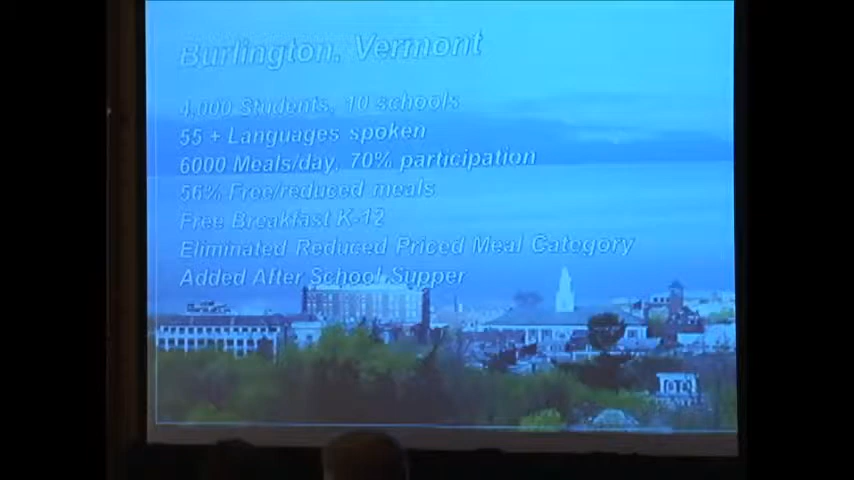 Burlington, Vermont
4,000 Students, 10 schools
55 + Languages spoken
6000 Meals/day, 70% participation
56% Free/reduced meals
Free Breakfast K-12
Eliminated Reduced Priced Meal Category
Added After School Supper